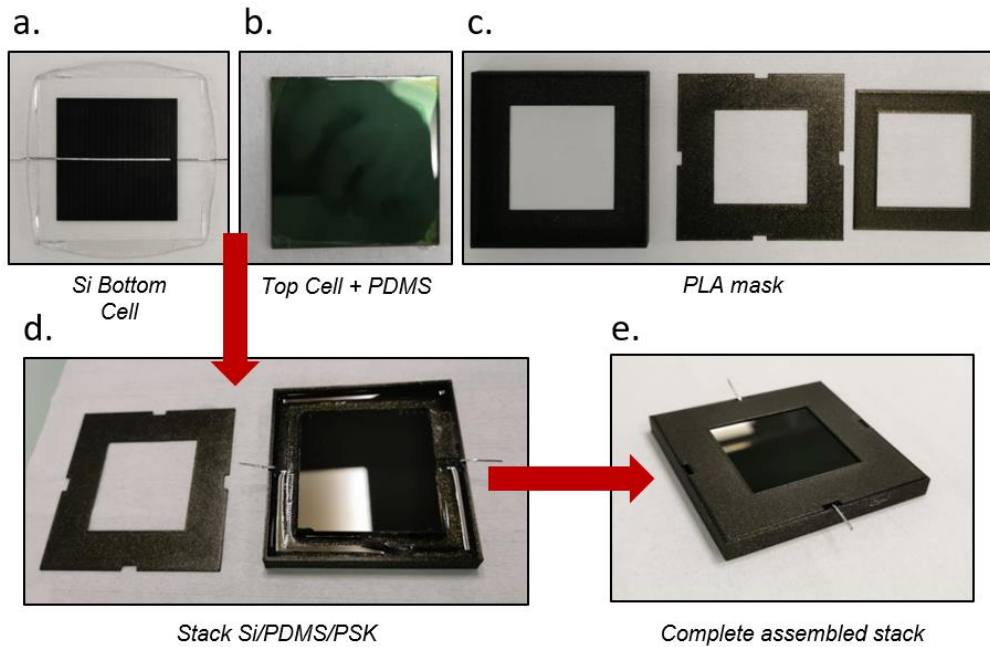 a.
b.
c.
Si Bottom
Cell
Top Cell + PDMS
PLA mask
d.
e.
Stack Si/PDMS/PSK
Complete assembled stack